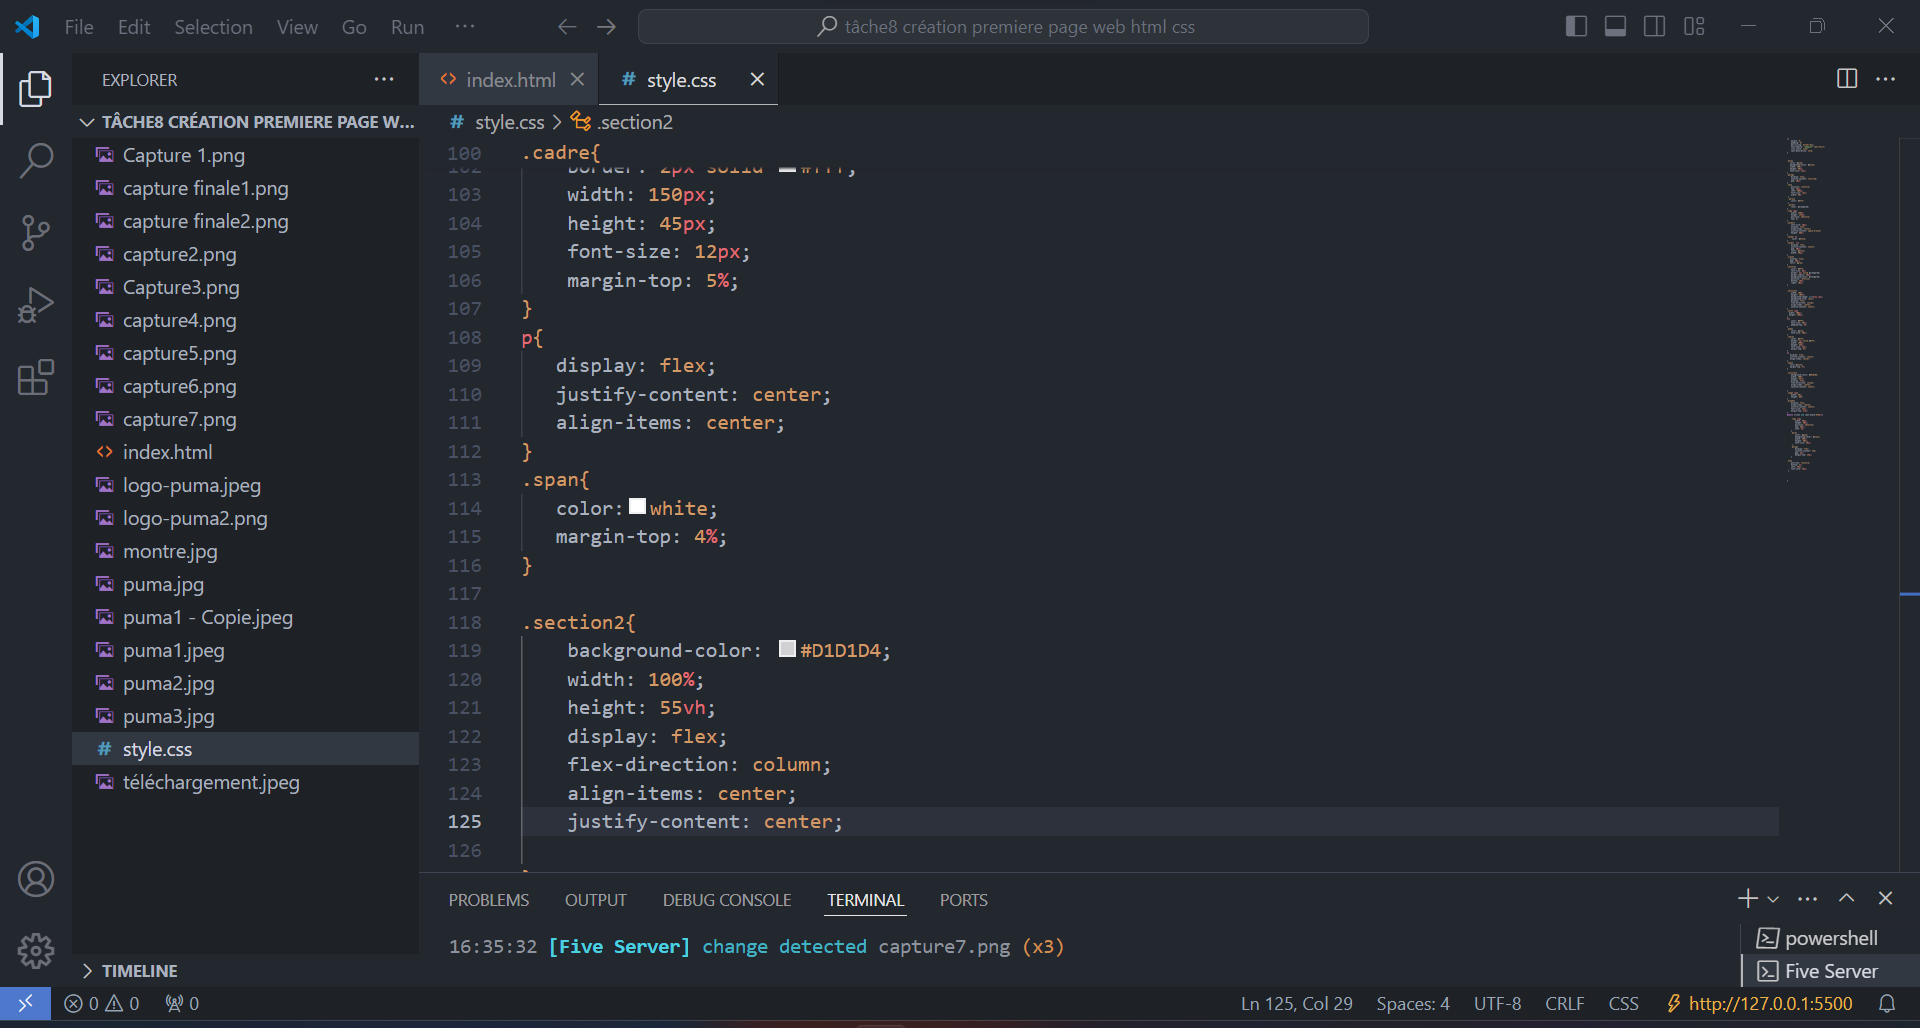 File Edit Selection View Go Run ···
tâche8 création premiere page web html css
EXPLORER ···
TÂCHE8 CRÉATION PREMIERE PAGE W...
Capture 1.png
capture finale1.png
capture finale2.png
capture2.png
Capture3.png
capture4.png
capture5.png
capture6.png
capture7.png
index.html
logo-puma.jpeg
logo-puma2.png
montre.jpg
puma.jpg
puma1 - Copie.jpeg
puma1.jpeg
puma2.jpg
puma3.jpg
style.css
téléchargement.jpeg
TIMELINE
index.html
style.css
style.css > .section2
100 .cadre{
102 border: 2px solid #fff;
103 width: 150px;
104 height: 45px;
105 font-size: 12px;
106 margin-top: 5%;
107 }
108 p{
109 display: flex;
110 justify-content: center;
111 align-items: center;
112 }
113 .span{
114 color: white;
115 margin-top: 4%;
116 }
117
118 .section2{
119 background-color: #D1D1D4;
120 width: 100%;
121 height: 55vh;
122 display: flex;
123 flex-direction: column;
124 align-items: center;
125 justify-content: center;
126
PROBLEMS OUTPUT DEBUG CONSOLE TERMINAL PORTS
16:35:32 [Five Server] change detected capture7.png (x3)
powershell
Five Server
0 0 0
Ln 125, Col 29 Spaces: 4 UTF-8 CRLF CSS http://127.0.0.1:5500